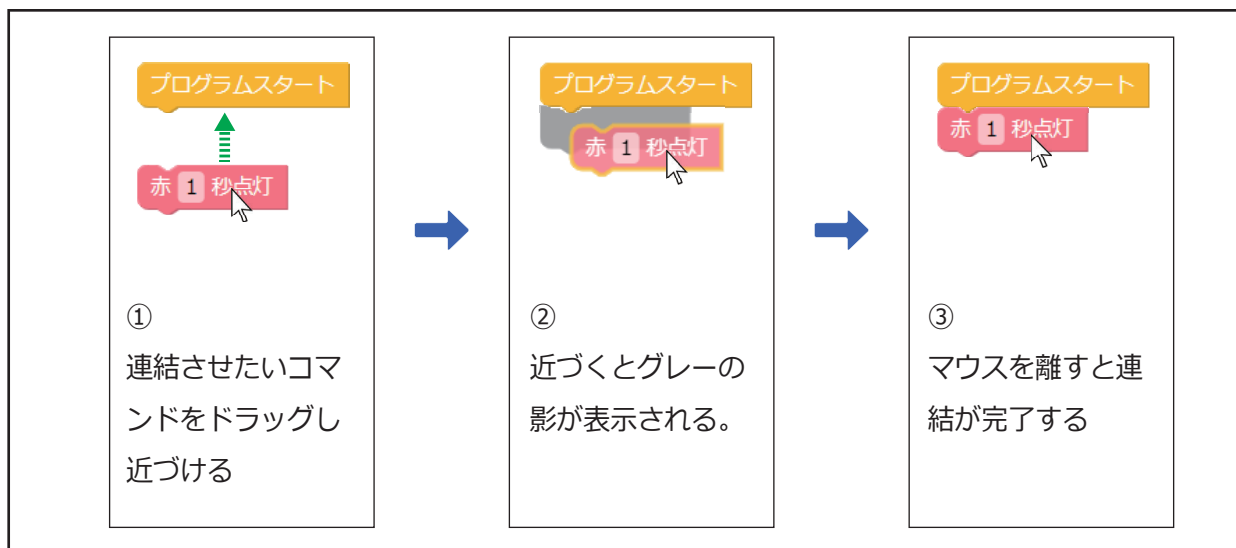 プログラムスタート
赤 1 秒点灯
①
連結させたいコマ
ンドをドラッグし
近づける
プログラムスタート
赤 1 秒点灯
②
近づくとグレーの
影が表示される。
プログラムスタート
赤 1 秒点灯
③
マウスを離すと連
結が完了する